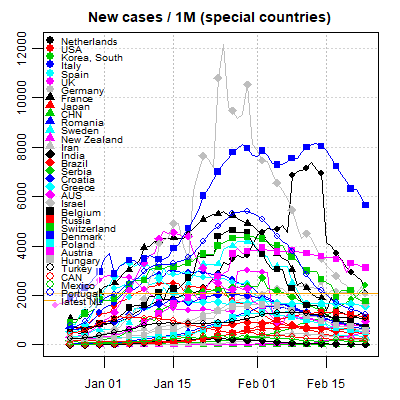 New cases / 1M (special countries)
12000
10000
8000
6000
4000
2000
0
Netherlands
USA
Korea, South
Italy
Spain
UK
Germany
France
Japan
CHN
Romania
Sweden
New Zealand
Iran
India
Brazil
Serbia
Croatia
Greece
AUS
Israel
Belgium
Russia
Switzerland
Denmark
Poland
Austria
Hungary
Turkey
CAN
Mexico
Portugal
latest NL
Jan 01
Jan 15
Feb 01
Feb 15